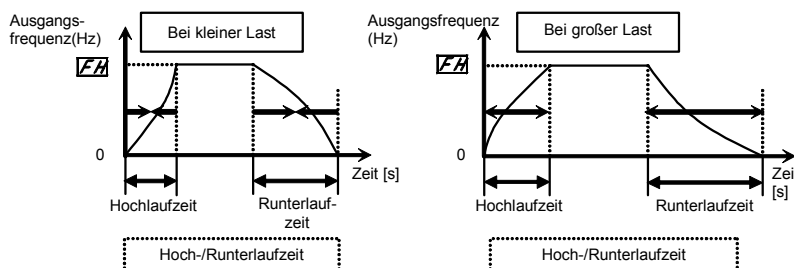 Ausgangs-
frequenz(Hz)
Bei kleiner Last
FH
0
Zeit [s]
Hochlaufzeit
Runterlauf-
zeit
Hoch-/Runterlaufzeit
Ausgangsfrequenz
(Hz)
Bei großer Last
FH
0
Zei
[s]
Hochlaufzeit
Runterlaufzeit
Hoch-/Runterlaufzeit